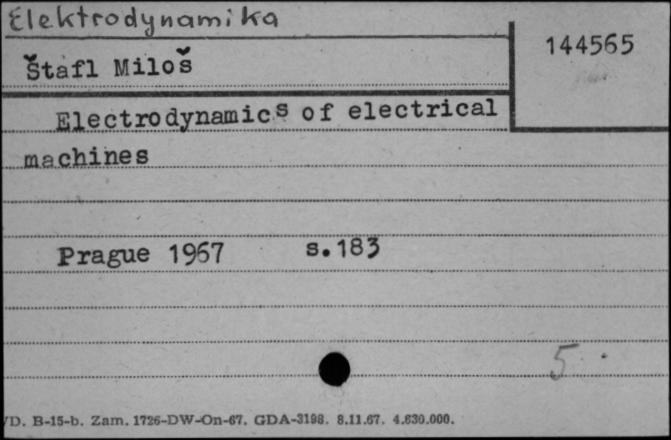 Elektrodynamika
144565
Štafl Miloš
Electrodynamics of electrical
machines
Prague 1967 s.183
5
D. B-15-b. Zam. 1726-DW-On-67. GDA-3198. 8.11.67. 4.630.000.